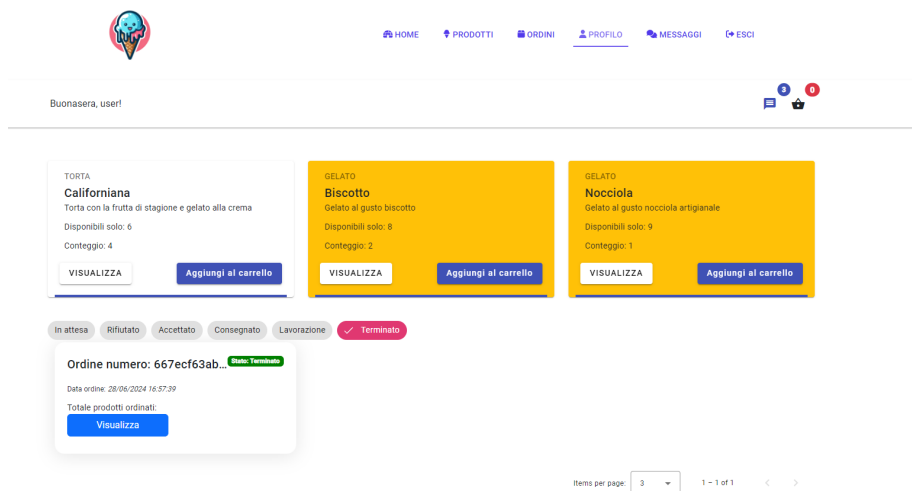 HOME PRODOTTI ORDINI PROFILO MESSAGGI ESCI
Buonasera, user!
3 0
TORTA
Californiana
Torta con la frutta di stagione e gelato alla crema
Disponibili solo: 6
Conteggio: 4
VISUALIZZA Aggiungi al carrello
GELATO
Biscotto
Gelato al gusto biscotto
Disponibili solo: 8
Conteggio: 2
VISUALIZZA Aggiungi al carrello
GELATO
Nocciola
Gelato al gusto nocciola artigianale
Disponibili solo: 9
Conteggio: 1
VISUALIZZA Aggiungi al carrello
In attesa Rifiutato Accettato Consegnato Lavorazione Terminato
Ordine numero: 667ecf63ab... Stato: Terminato
Data ordine: 28/06/2024 16:57:39
Totale prodotti ordinati:
Visualizza
Items per page: 3 1 – 1 of 1